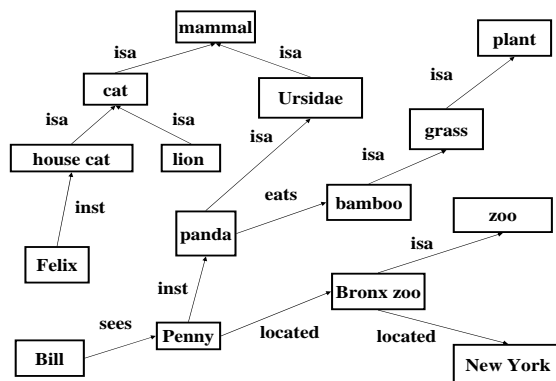 mammal
plant
isa
isa
isa
cat
Ursidae
grass
isa
isa
isa
isa
house cat
lion
eats
bamboo
inst
zoo
panda
isa
Felix
inst
Bronx zoo
sees
Penny
located
located
Bill
New York